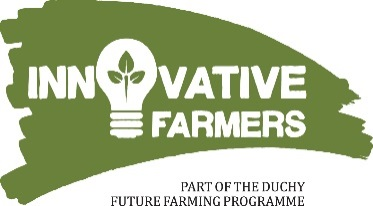 INNOVATIVE
FARMERS
PART OF THE DUCHY
FUTURE FARMING PROGRAMME